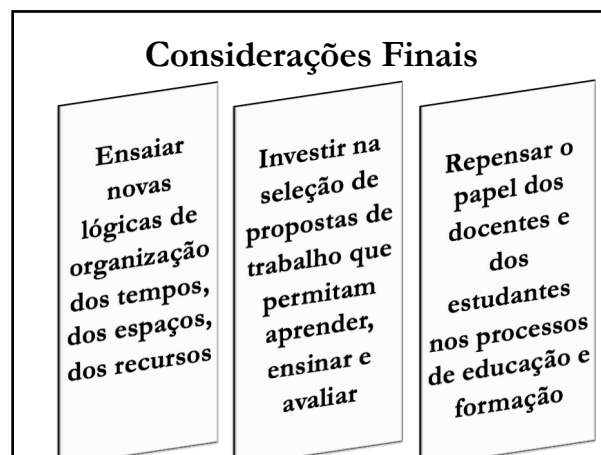 Considerações Finais
Ensaiar
novas
lógicas de
organização
dos tempos,
dos espaços,
dos recursos
Investir na
seleção de
propostas de
trabalho que
permitam
aprender,
ensinar e
avaliar
Repensar o
papel dos
docentes e
dos
estudantes
nos processos
de educação e
formação